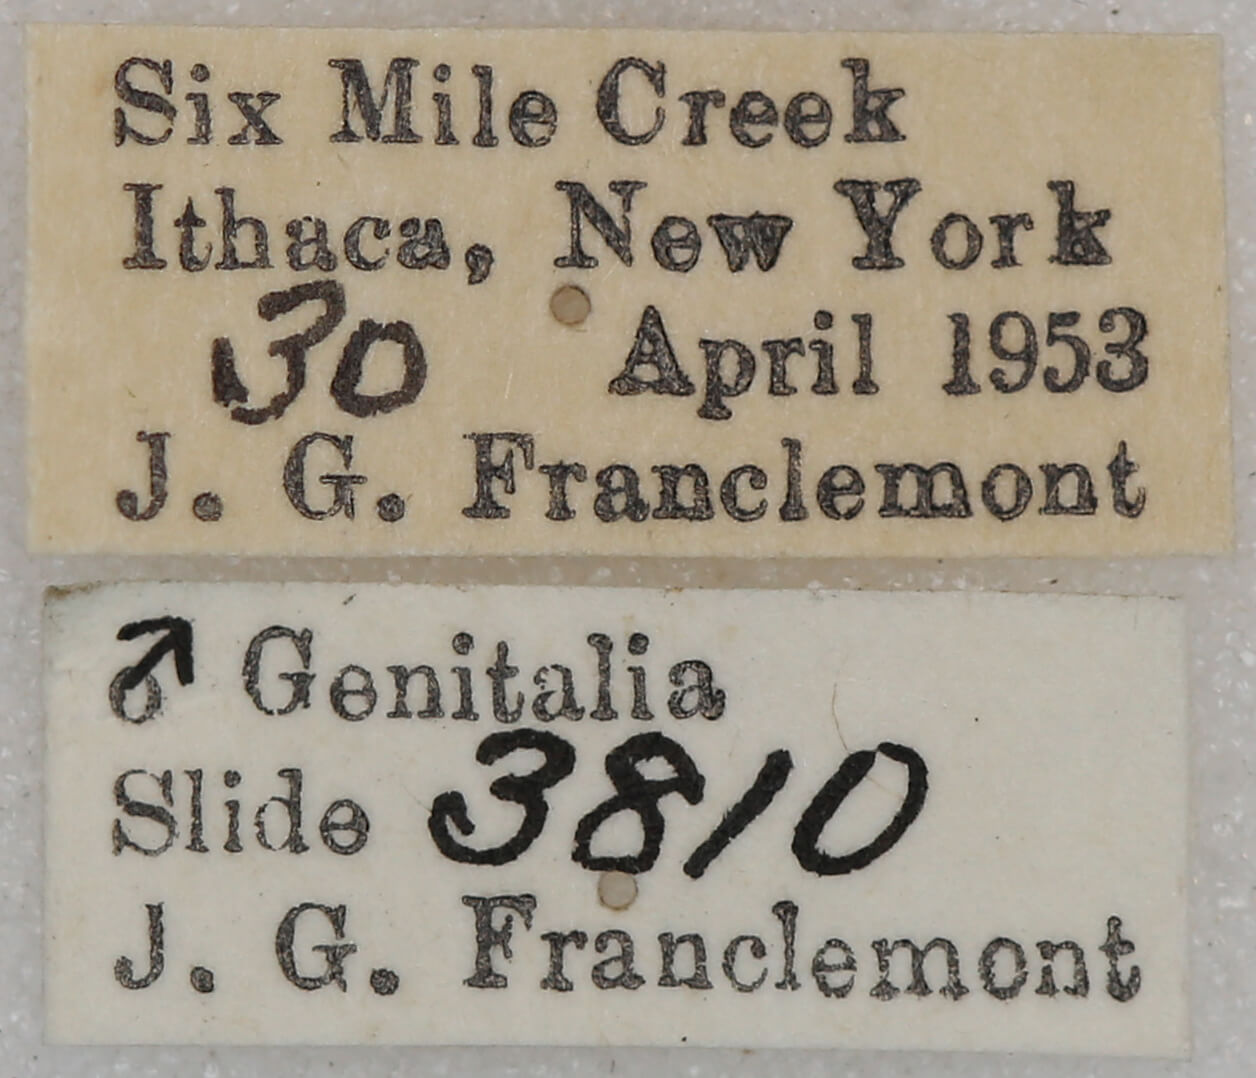 Six Mile Creek
Ithaca, New York
30 April 1953
J. G. Franclemont
♂ Genitalia
Slide 3810
J. G. Franclemont